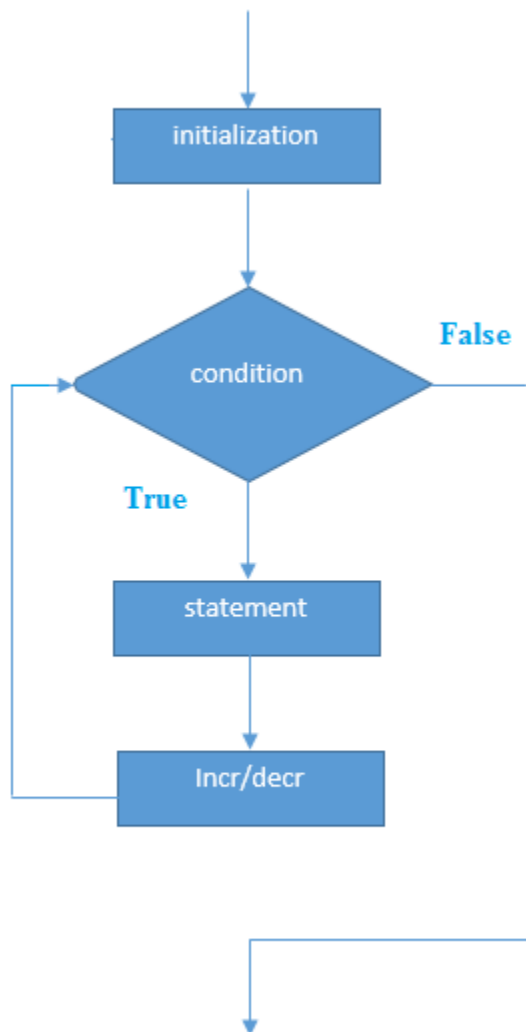 initialization
False
condition
True
statement
Incr/decr